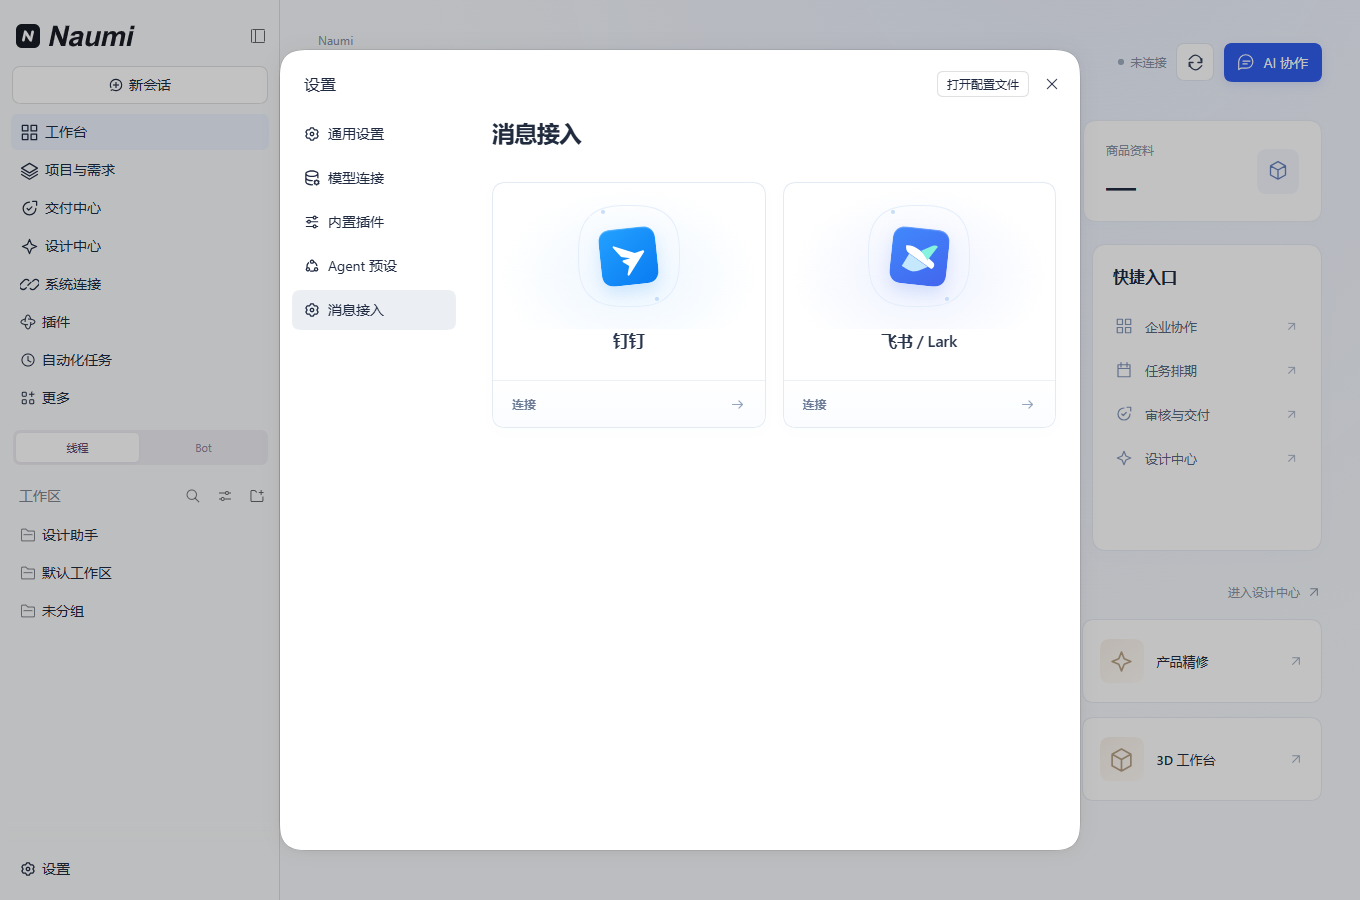 Naumi
新会话
工作台
项目与需求
交付中心
设计中心
系统连接
插件
自动化任务
更多
线程
Bot
工作区
设计助手
默认工作区
未分组
设置
Naumi
未连接
AI 协作
设置
打开配置文件
通用设置
模型连接
内置插件
Agent 预设
消息接入
消息接入
钉钉
连接
飞书 / Lark
连接
商品资料
快捷入口
企业协作
任务排期
审核与交付
设计中心
进入设计中心
产品精修
3D 工作台